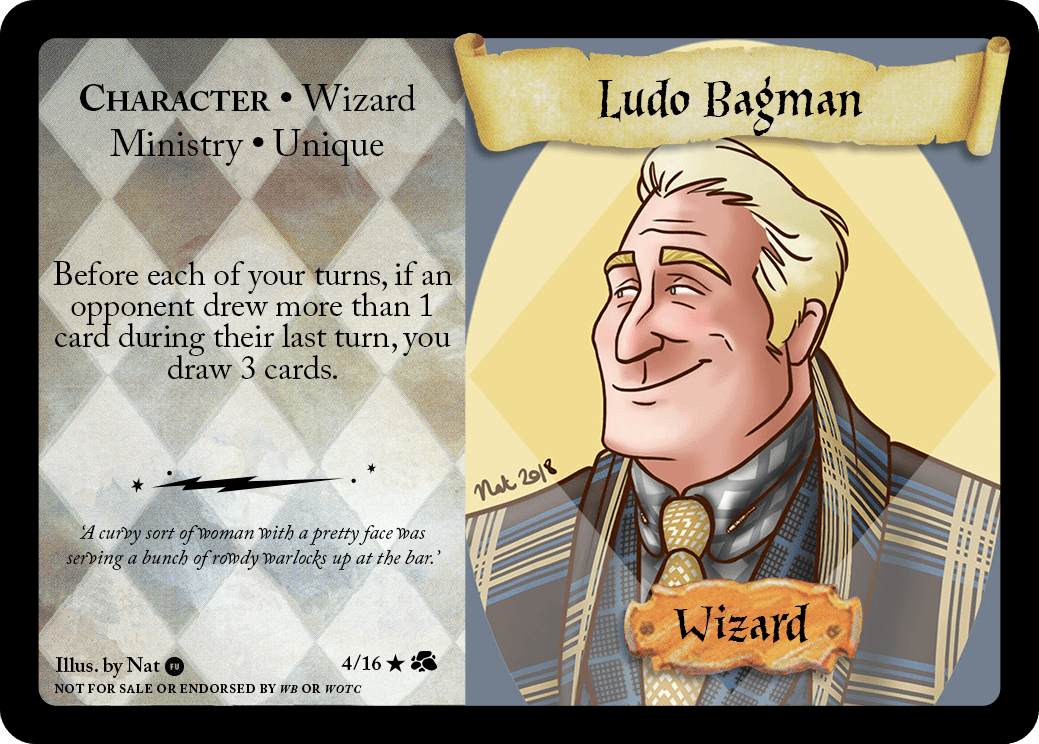 CHARACTER • Wizard
Ministry • Unique
Before each of your turns, if an
opponent drew more than 1
card during their last turn, you
draw 3 cards.
‘A curvy sort of woman with a pretty face was
serving a bunch of rowdy warlocks up at the bar.’
Illus. by Nat FU
4/16
NOT FOR SALE OR ENDORSED BY WB OR WOTC
Ludo Bagman
Nat 2018
Wizard